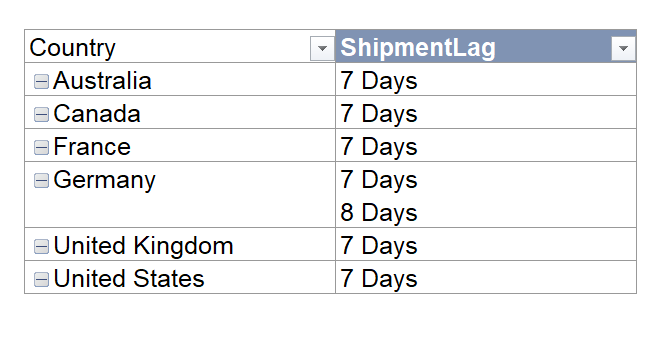 Country ShipmentLag
Australia 7 Days
Canada 7 Days
France 7 Days
Germany 7 Days
8 Days
United Kingdom 7 Days
United States 7 Days